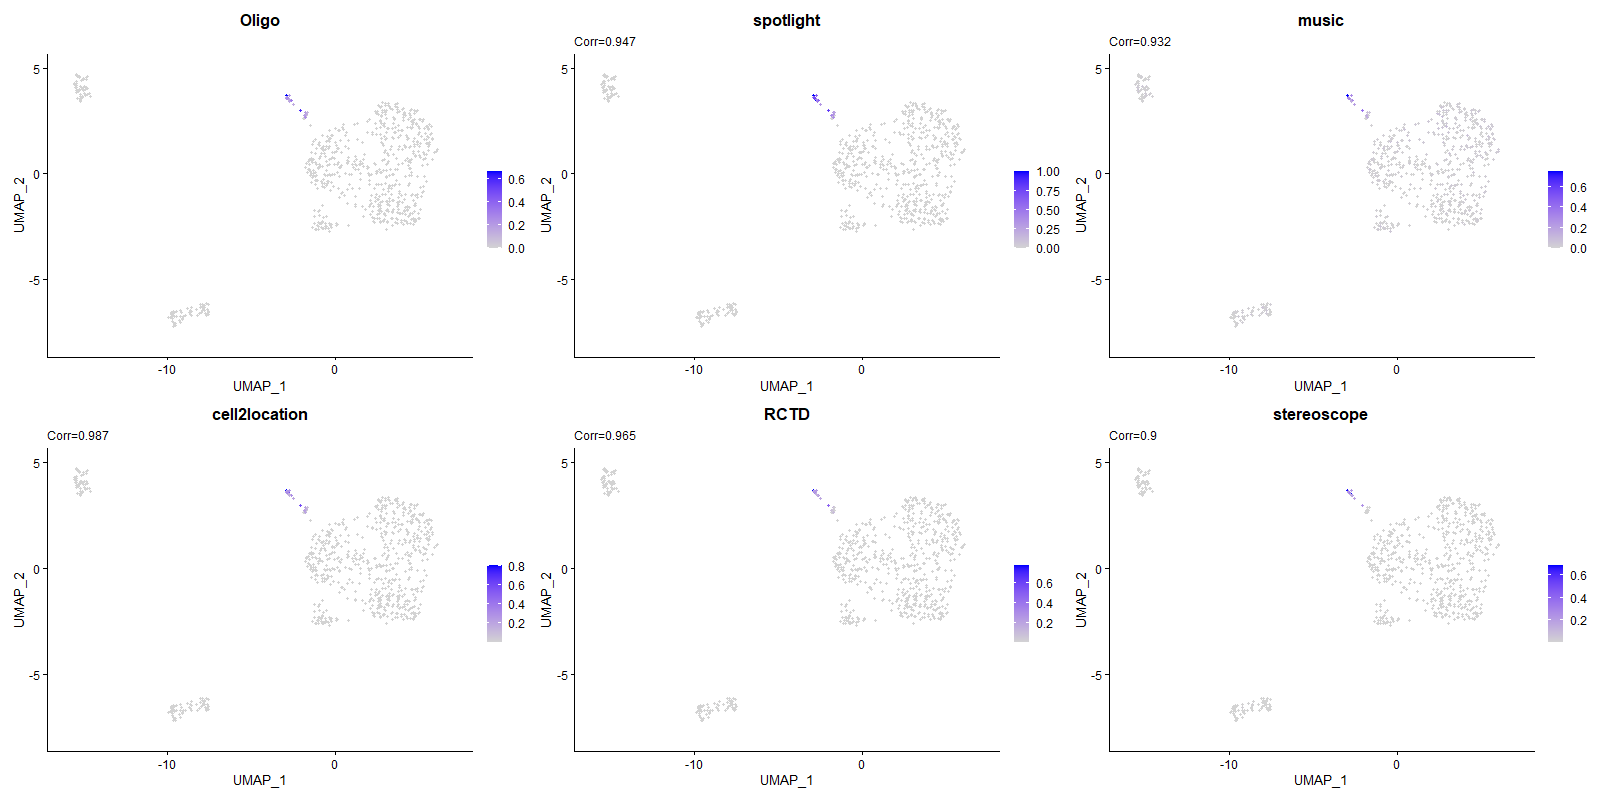 Oligo
5
0
-5
UMAP_2
-10
0
UMAP_1
0.6
0.4
0.2
0.0
spotlight
Corr=0.947
5
0
-5
UMAP_2
-10
0
UMAP_1
1.00
0.75
0.50
0.25
0.00
music
Corr=0.932
5
0
-5
UMAP_2
-10
0
UMAP_1
0.6
0.4
0.2
0.0
cell2location
Corr=0.987
5
0
-5
UMAP_2
-10
0
UMAP_1
0.8
0.6
0.4
0.2
RCTD
Corr=0.965
5
0
-5
UMAP_2
-10
0
UMAP_1
0.6
0.4
0.2
stereoscope
Corr=0.9
5
0
-5
UMAP_2
-10
0
UMAP_1
0.6
0.4
0.2